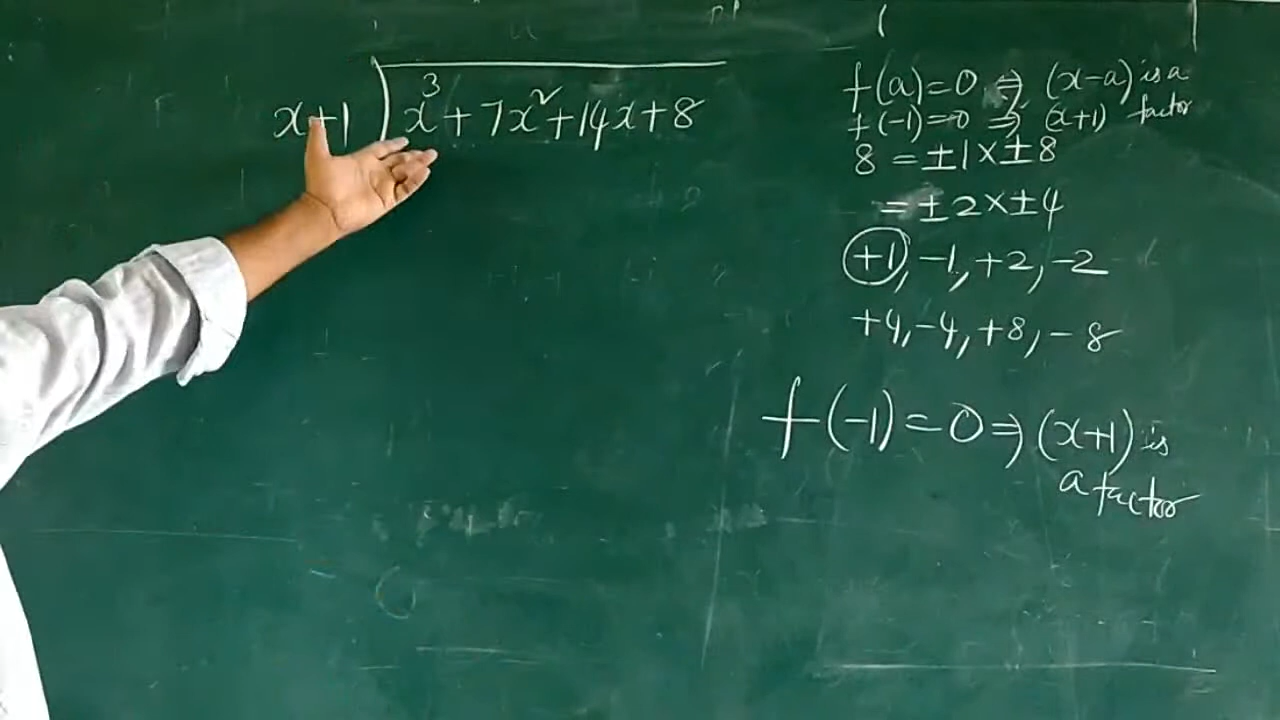 x+1 ) x³ + 7x² + 14x + 8
f(a) = 0 ⇒ (x-a) is a
f(-1) = 0 ⇒ (x+1) factor
8 = ±1 × ±8
= ±2 × ±4
+1, -1, +2, -2
+4, -4, +8, -8
f(-1) = 0 ⇒ (x+1) is
a factor